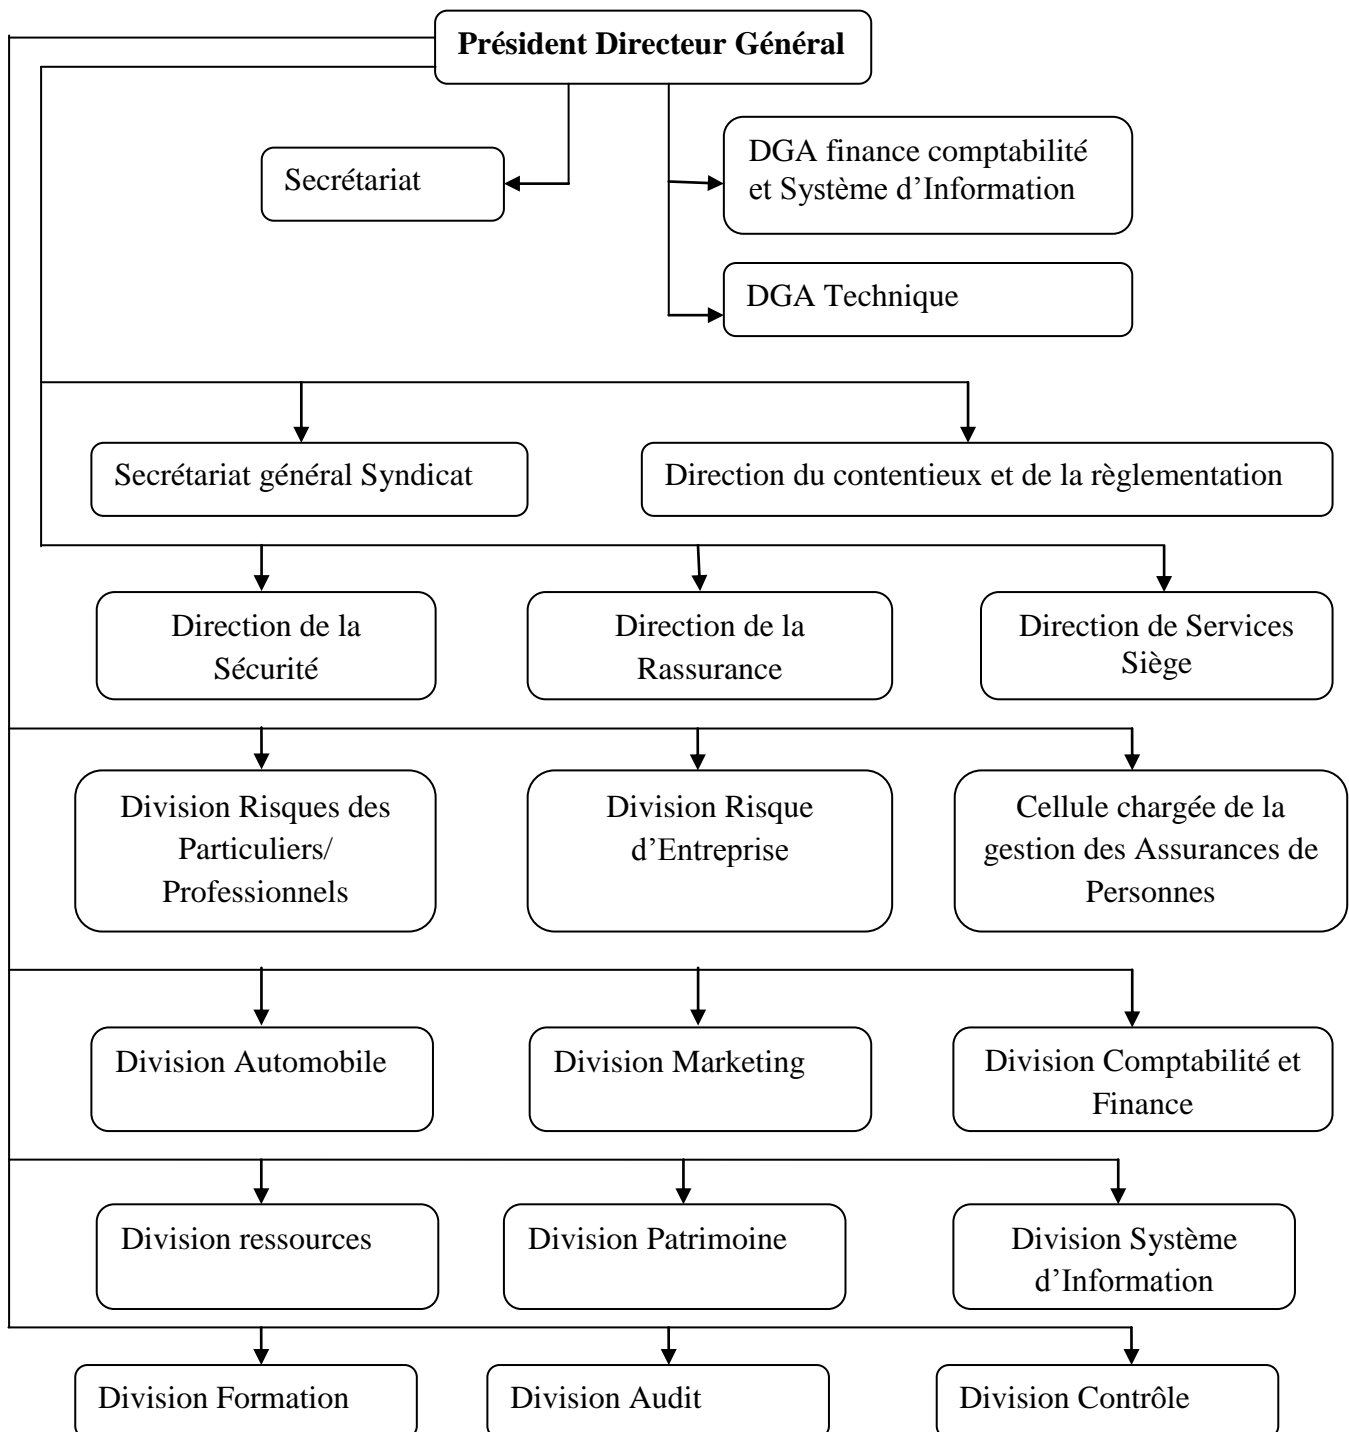 Président Directeur Général
Secrétariat
DGA finance comptabilité
et Système d’Information
DGA Technique
Secrétariat général Syndicat
Direction du contentieux et de la règlementation
Direction de la
Sécurité
Direction de la
Rassurance
Direction de Services
Siège
Division Risques des
Particuliers/
Professionnels
Division Risque
d’Entreprise
Cellule chargée de la
gestion des Assurances de
Personnes
Division Automobile
Division Marketing
Division Comptabilité et
Finance
Division ressources
Division Patrimoine
Division Système
d’Information
Division Formation
Division Audit
Division Contrôle